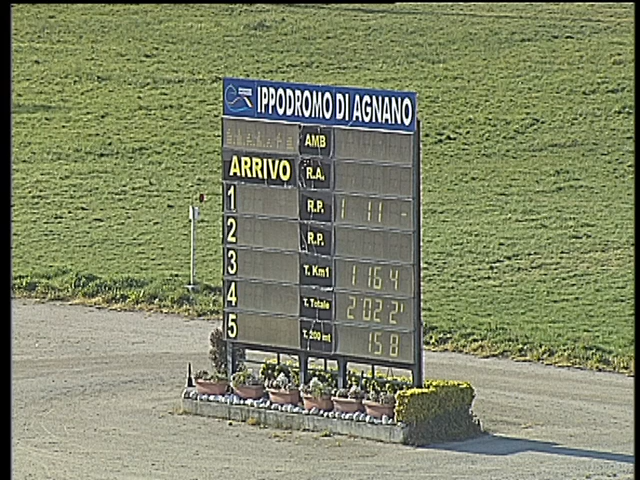 IPPODROMO DI AGNANO
AMB
ARRIVO R.A.
1 R.P. 1 11 -
2 R.P.
3 T. Km1 1 16 4
4 T. Totale 2 02 2'
5 T. 200 mt 15 8